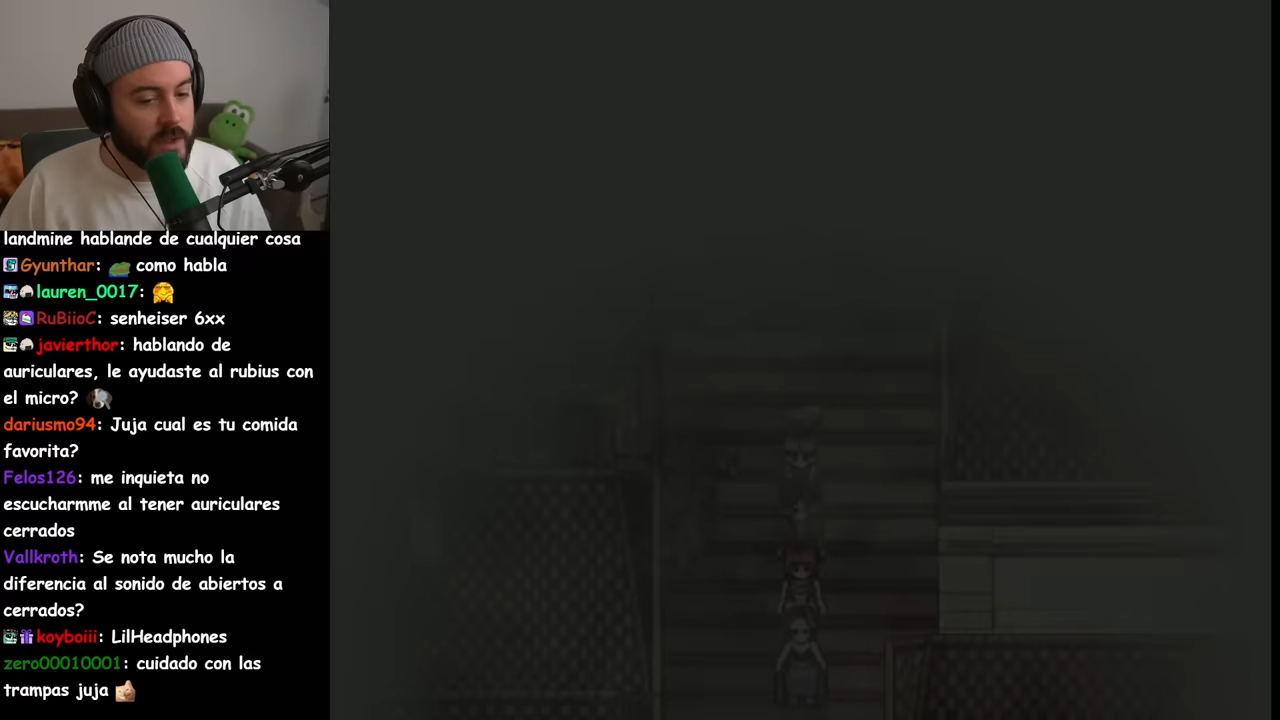 landmine hablande de cualquier cosa
Gyunthar: como habla
lauren_0017:
RuBiioC: senheiser 6xx
javierthor: hablando de
auriculares, le ayudaste al rubius con
el micro?
dariusmo94: Juja cual es tu comida
favorita?
Felos126: me inquieta no
escucharmme al tener auriculares
cerrados
Vallkroth: Se nota mucho la
diferencia al sonido de abiertos a
cerrados?
koyboiii: LilHeadphones
zero00010001: cuidado con las
trampas juja